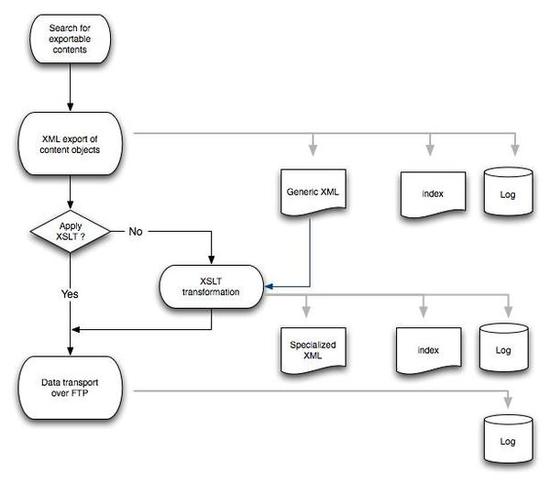 Search for
exportable
contents
XML export of
content objects
Generic XML
index
Log
Apply
XSLT ?
No
XSLT
transformation
Yes
Specialized
XML
index
Log
Data transport
over FTP
Log